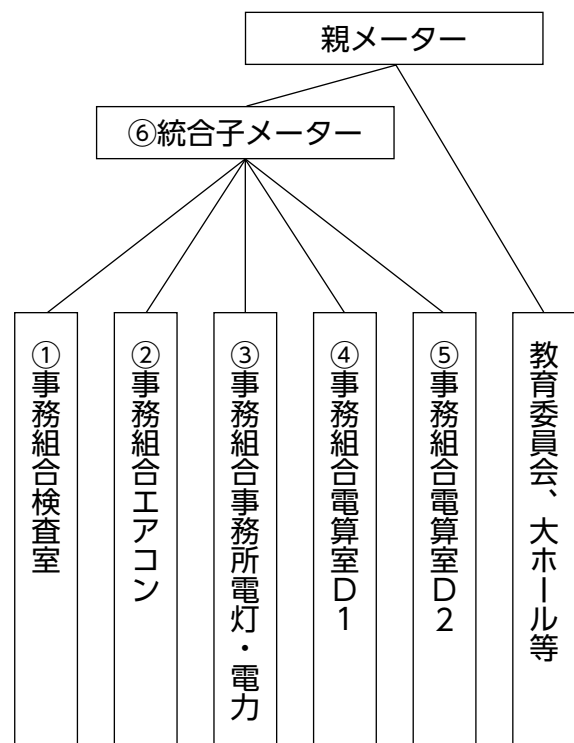 親メーター
⑥統合子メーター
①事務組合検査室
②事務組合エアコン
③事務組合事務所電灯・電力
④事務組合電算室D1
⑤事務組合電算室D2
教育委員会、大ホール等